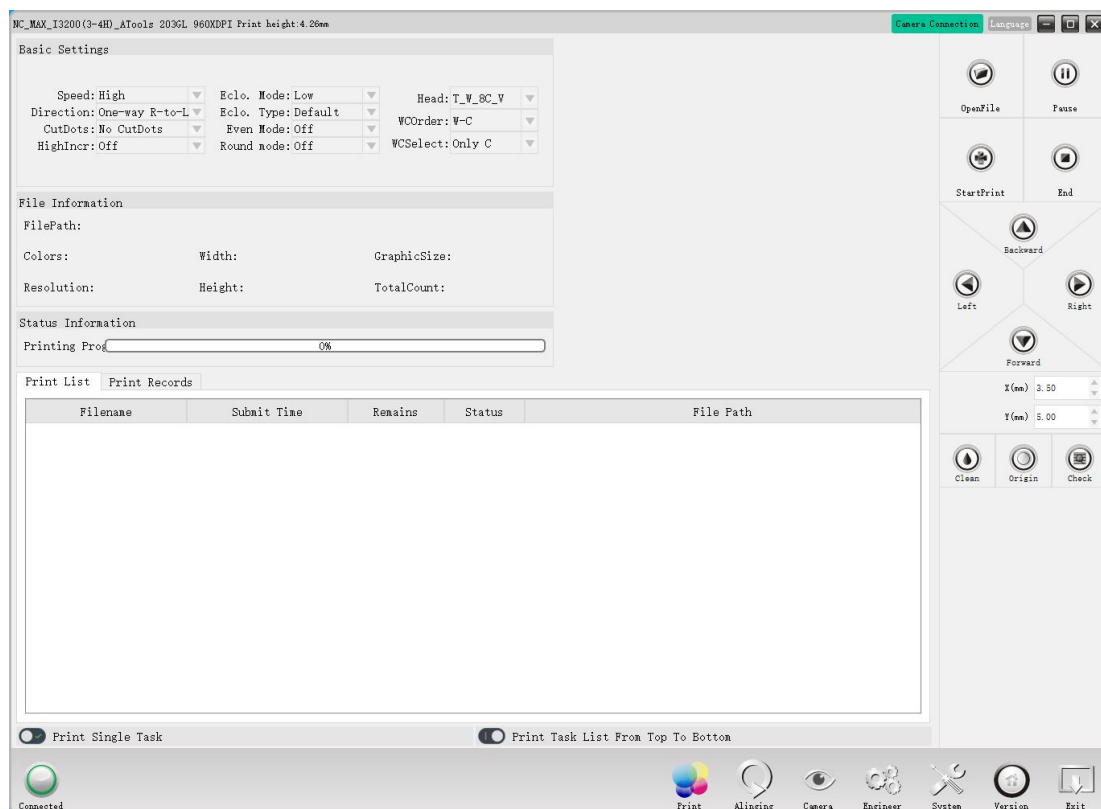 NC_MAX_I3200(3-4H)_ATools 203GL 960XDPI Print height:4.26mm
Camera Connection Language
Basic Settings
Speed: High Eclo. Mode: Low Head: T_W_8C_V
Direction: One-way R-to-L Eclo. Type: Default WCOrder: W-C
CutDots: No CutDots Even Mode: Off WCSelect: Only C
HighIncr: Off Round mode: Off
File Information
FilePath:
Colors: Width: GraphicSize:
Resolution: Height: TotalCount:
Status Information
Printing Prog 0%
Print List Print Records
Filename Submit Time Remains Status File Path
Print Single Task Print Task List From Top To Bottom
OpenFile Pause
StartPrint End
Backward
Left Right
Forward
X(mm) 3.50
Y(mm) 5.00
Clean Origin Check
Connected
Print Alinging Camera Engineer System Version Exit